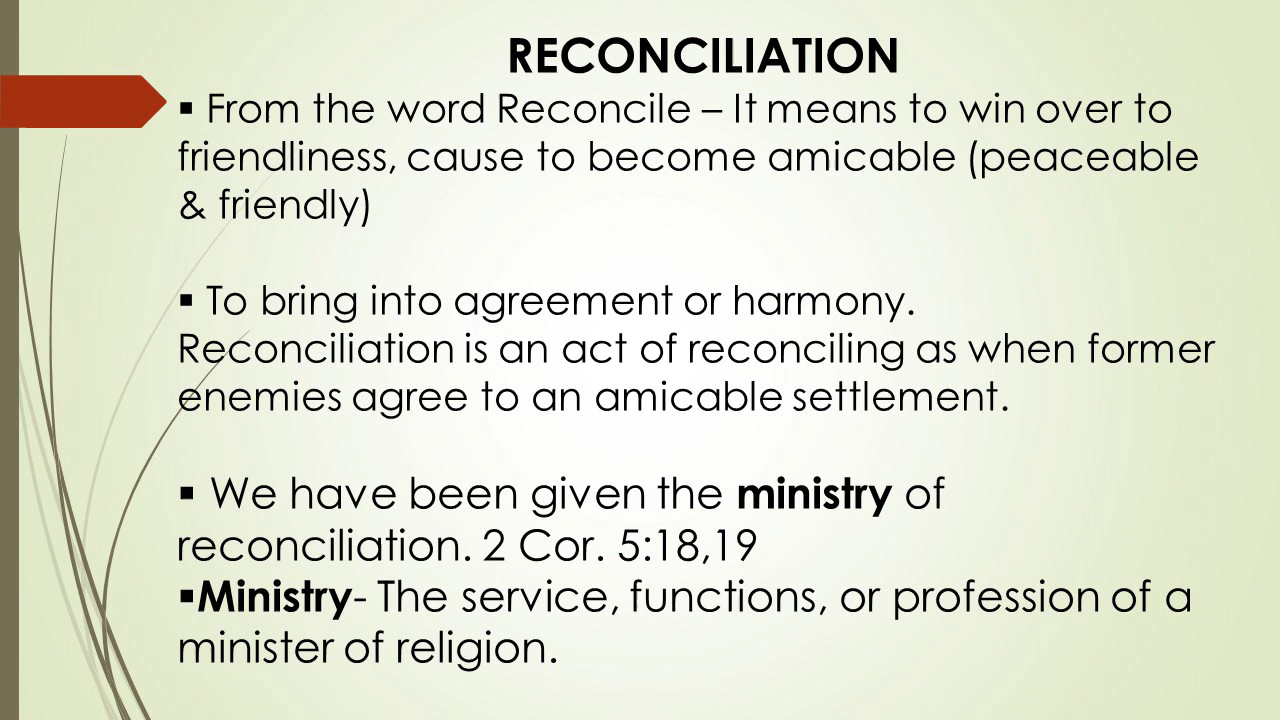 RECONCILIATION
▪ From the word Reconcile – It means to win over to
friendliness, cause to become amicable (peaceable
& friendly)
▪ To bring into agreement or harmony.
Reconciliation is an act of reconciling as when former
enemies agree to an amicable settlement.
▪ We have been given the ministry of
reconciliation. 2 Cor. 5:18,19
▪Ministry- The service, functions, or profession of a
minister of religion.